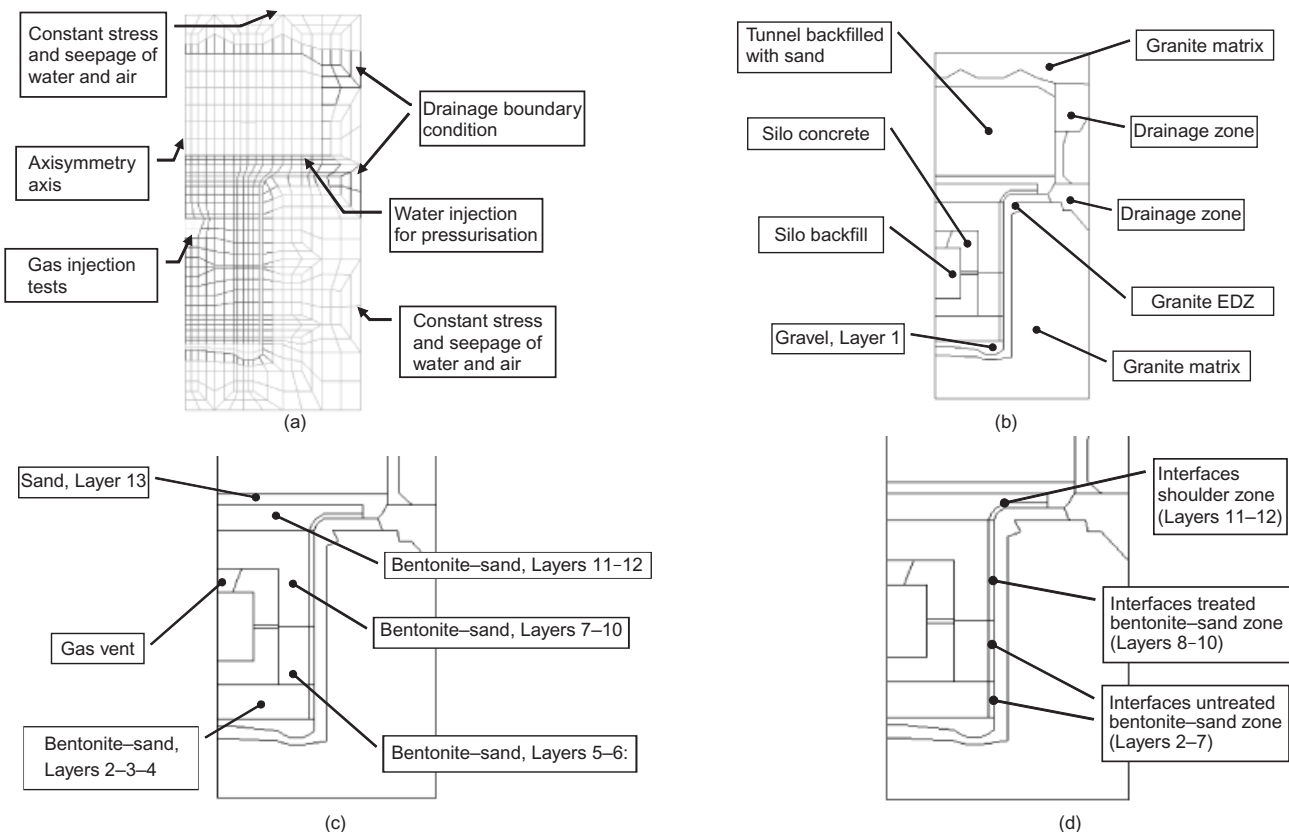 Constant stress
and seepage of
water and air
Axisymmetry
axis
Gas injection
tests
Drainage boundary
condition
Water injection
for pressurisation
Constant stress
and seepage of
water and air
(a)
Tunnel backfilled
with sand
Silo concrete
Silo backfill
Gravel, Layer 1
Granite matrix
Drainage zone
Drainage zone
Granite EDZ
Granite matrix
(b)
Sand, Layer 13
Bentonite–sand, Layers 11–12
Gas vent
Bentonite–sand, Layers 7–10
Bentonite–sand,
Layers 2–3–4
Bentonite–sand, Layers 5–6:
(c)
Interfaces
shoulder zone
(Layers 11–12)
Interfaces treated
bentonite–sand zone
(Layers 8–10)
Interfaces untreated
bentonite–sand zone
(Layers 2–7)
(d)